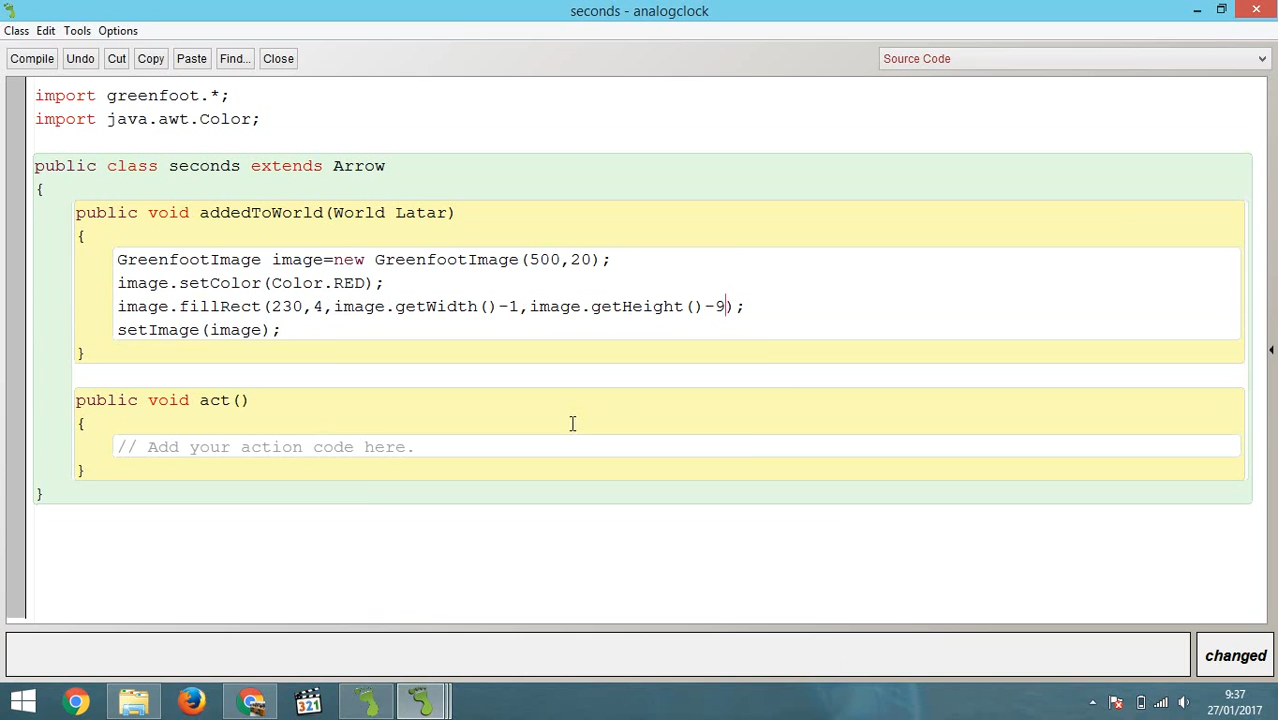 seconds - analogclock
Class Edit Tools Options
Compile Undo Cut Copy Paste Find... Close Source Code
import greenfoot.*;
import java.awt.Color;
public class seconds extends Arrow
{
public void addedToWorld(World Latar)
{
GreenfootImage image=new GreenfootImage(500,20);
image.setColor(Color.RED);
image.fillRect(230,4,image.getWidth()-1,image.getHeight()-9);
setImage(image);
}
public void act()
{
// Add your action code here.
}
}
changed
321
9:37
27/01/2017